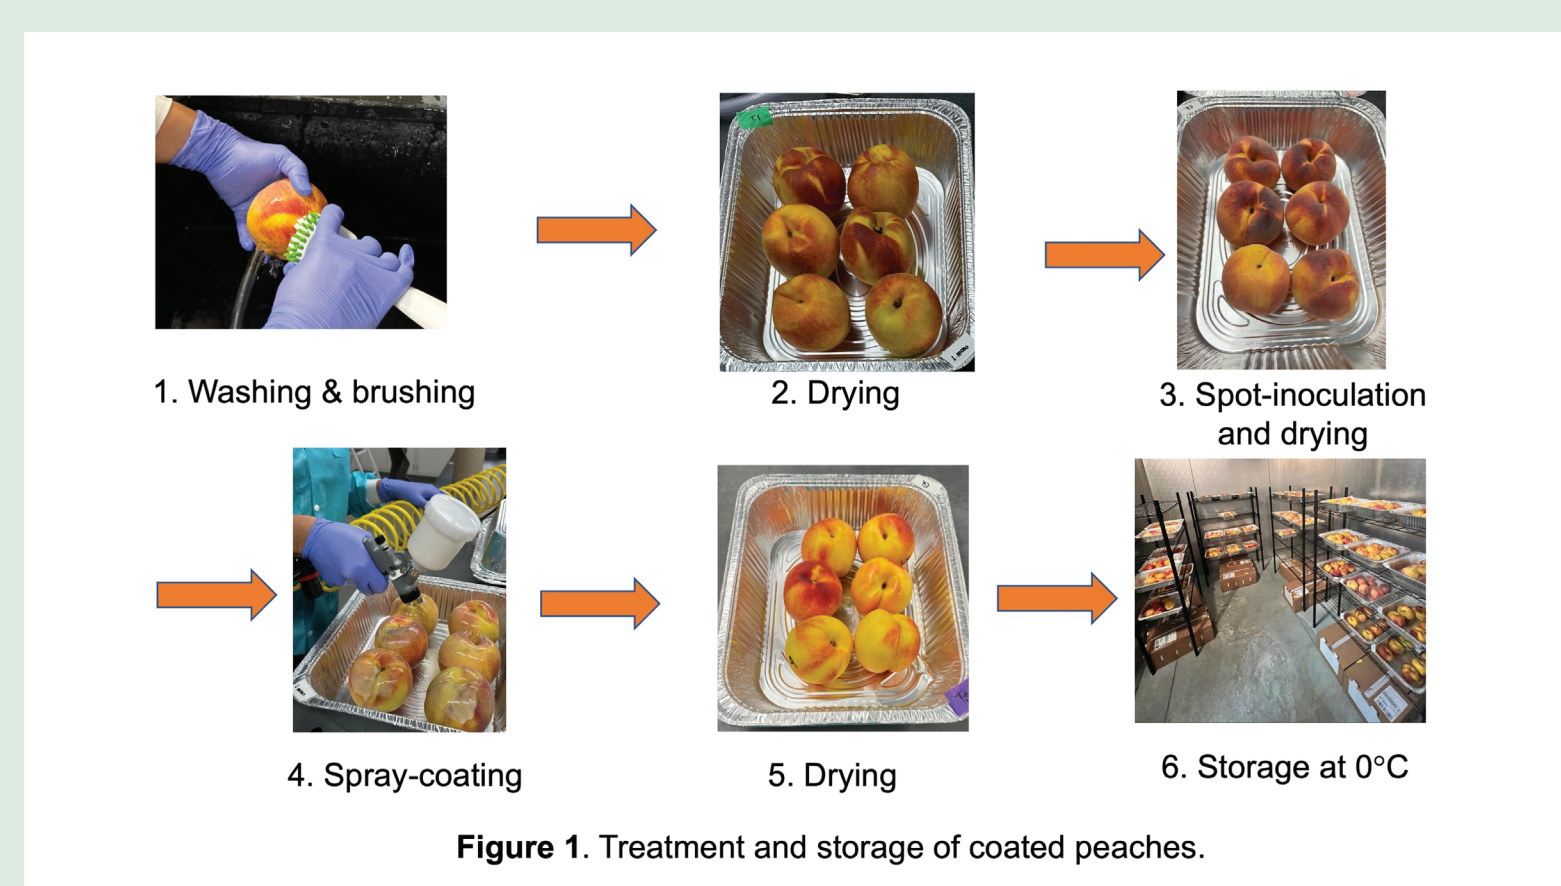 T1
1. Washing & brushing
2. Drying
3. Spot-inoculation
and drying
4. Spray-coating
5. Drying
6. Storage at 0°C
Figure 1. Treatment and storage of coated peaches.